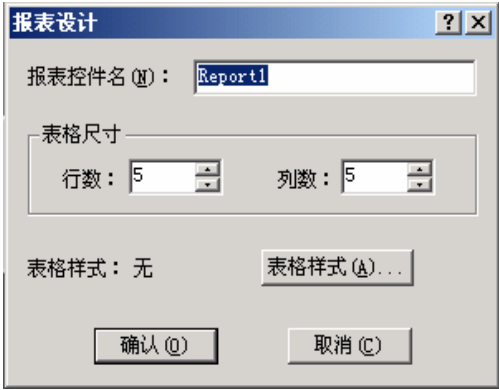 报表设计
报表控件名(N)： Report1
表格尺寸
行数： 5 列数： 5
表格样式： 无 表格样式(A)...
确认(O) 取消(C)